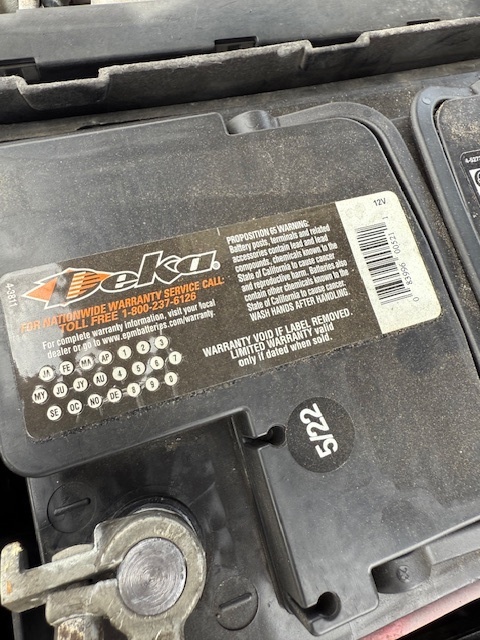 Deka®
FOR NATIONWIDE WARRANTY SERVICE CALL:
TOLL FREE 1-800-237-6126
For complete warranty information, visit your local
dealer or go to www.epmbatteries.com/warranty.
JA FE MA AP 1 2 3
MY JU JY AU 4 5 6 7
SE OC NO DE 8 9 0
PROPOSITION 65 WARNING:
Battery posts, terminals and related
accessories contain lead and lead
compounds, chemicals known to the
State of California to cause cancer
and reproductive harm. Batteries also
contain other chemicals known to the
State of California to cause cancer.
WASH HANDS AFTER HANDLING.
WARRANTY VOID IF LABEL REMOVED.
LIMITED WARRANTY valid
only if dated when sold.
12V
5/22